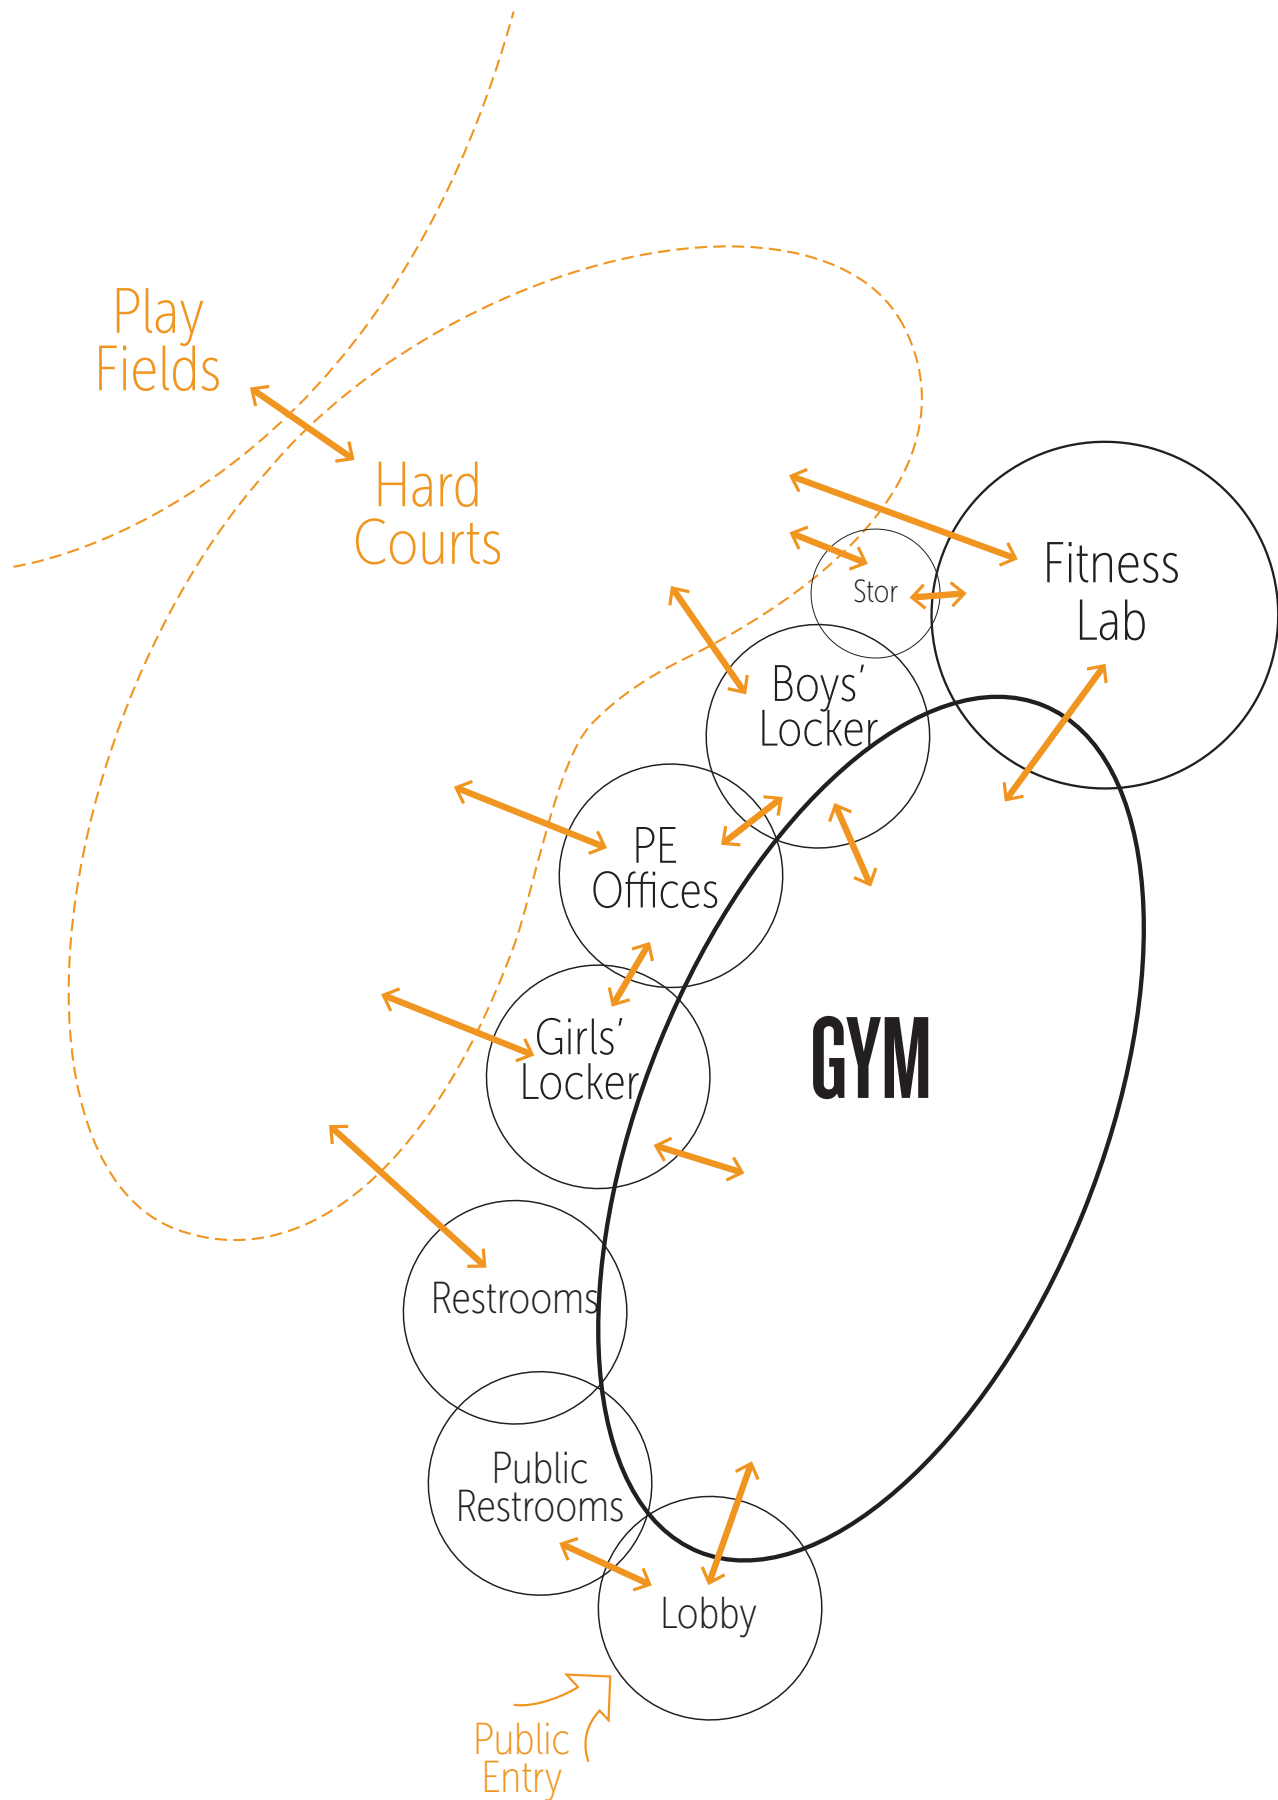 Play
Fields
Hard
Courts
Fitness
Lab
Stor
Boys’
Locker
PE
Offices
Girls’
Locker
GYM
Restrooms
Public
Restrooms
Lobby
Public
Entry